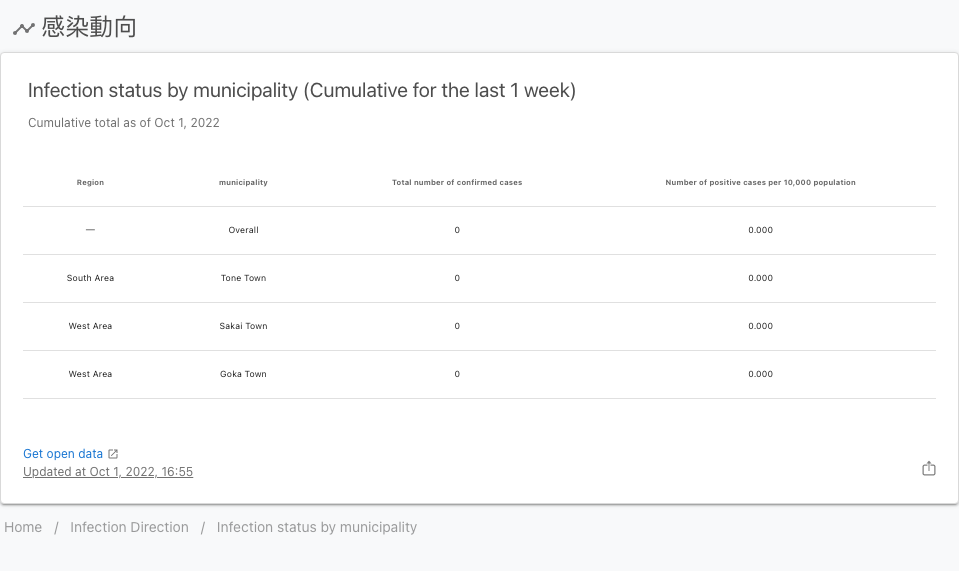 感染動向
Infection status by municipality (Cumulative for the last 1 week)
Cumulative total as of Oct 1, 2022
Region municipality Total number of confirmed cases Number of positive cases per 10,000 population
— Overall 0 0.000
South Area Tone Town 0 0.000
West Area Sakai Town 0 0.000
West Area Goka Town 0 0.000
Get open data
Updated at Oct 1, 2022, 16:55
Home / Infection Direction / Infection status by municipality